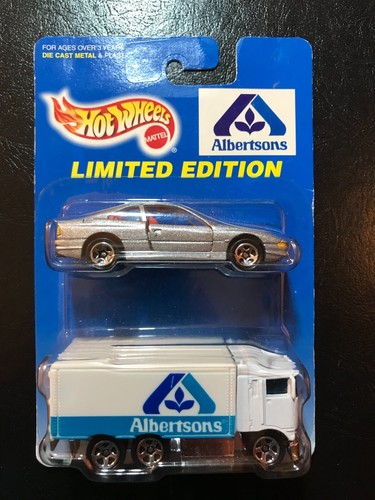 FOR AGES OVER 3 YEARS
DIE CAST METAL & PLASTIC
Hot Wheels
MATTEL
®
Albertsons
LIMITED EDITION
Albertsons